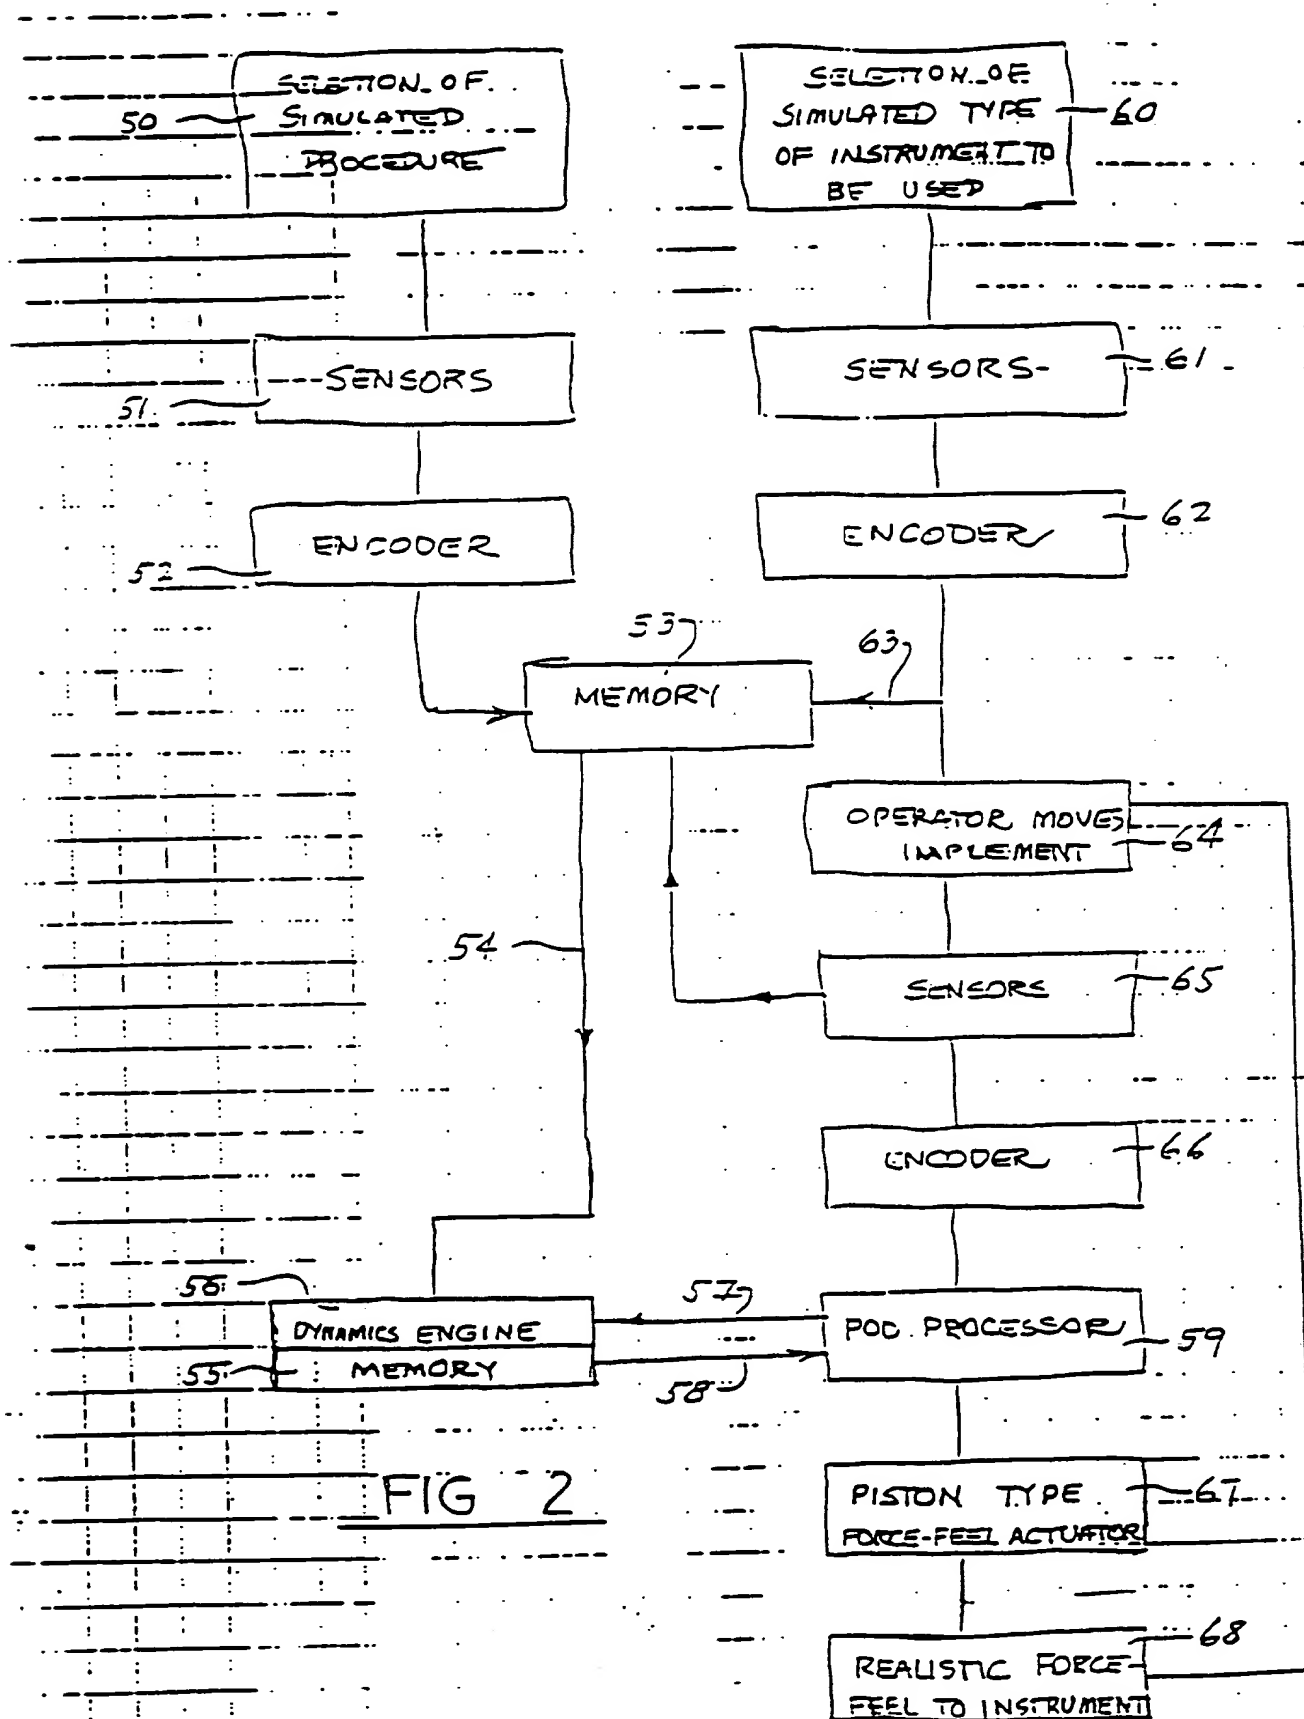 SELETION OF
SIMULATED
PROCEDURE
50
SELETION OF
SIMULATED TYPE
OF INSTRUMENT TO
BE USED
60
SENSORS
51
SENSORS
61
ENCODER
52
ENCODER
62
53
63
MEMORY
OPERATOR MOVES
IMPLEMENT
64
54
SENSORS
65
ENCODER
66
56
DYNAMICS ENGINE
55
MEMORY
57
58
POD PROCESSOR
59
FIG 2
PISTON TYPE
FORCE-FEEL ACTUATOR
67
68
REALISTIC FORCE-
FEEL TO INSTRUMENT